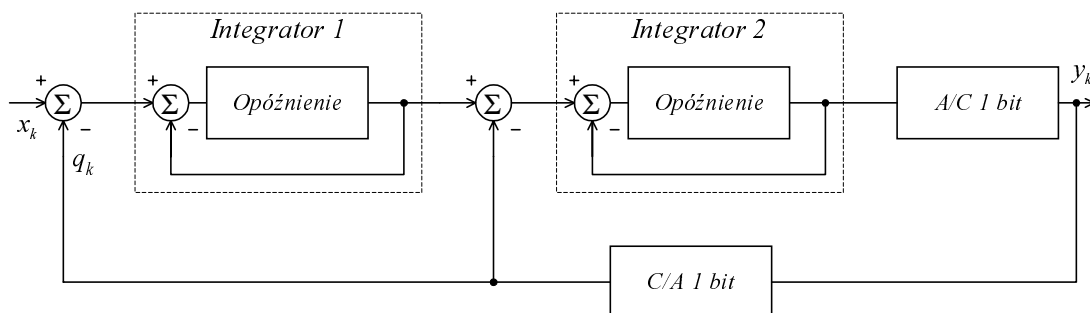 Integrator 1
Integrator 2
+
Σ
−
+
Σ
−
Opóźnienie
+
Σ
−
+
Σ
−
Opóźnienie
A/C 1 bit
y_k
x_k
q_k
C/A 1 bit